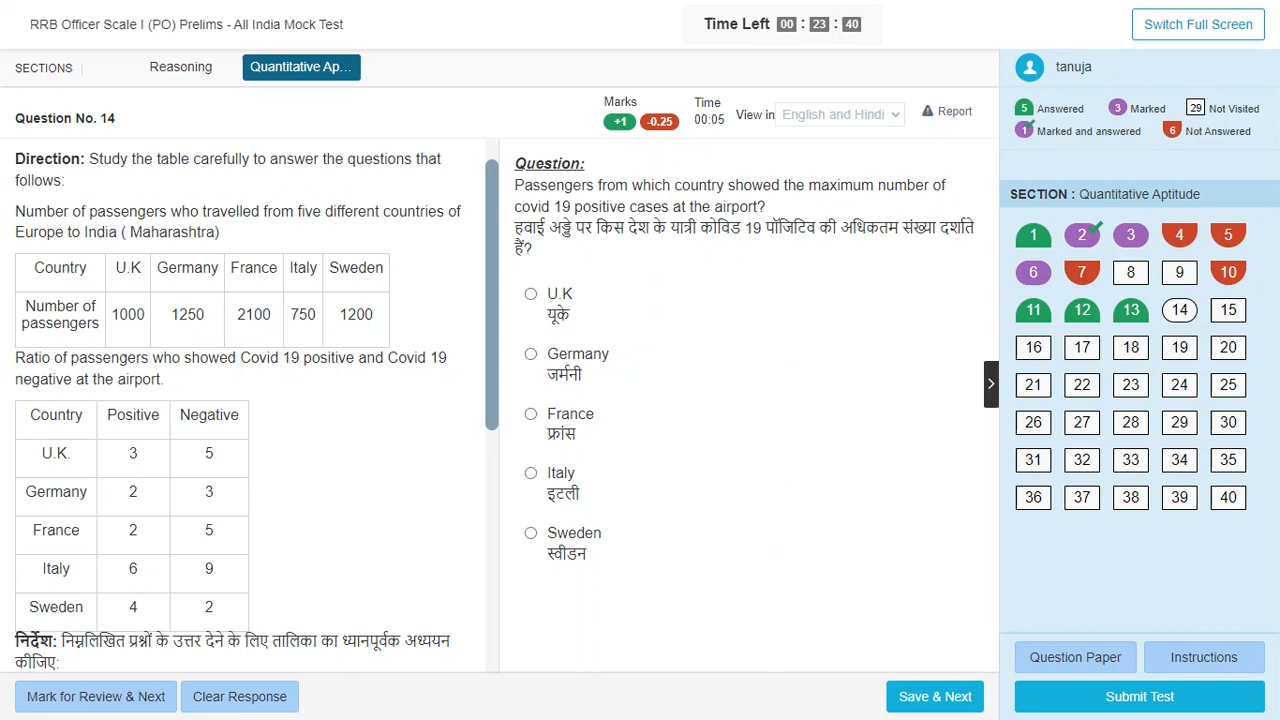 RRB Officer Scale I (PO) Prelims - All India Mock Test
Time Left 00 : 23 : 40
Switch Full Screen
SECTIONS
Reasoning
Quantitative Ap...
tanuja
Question No. 14
Marks
+1 -0.25
Time
00:05
View in English and Hindi
Report
5 Answered 3 Marked 29 Not Visited
1 Marked and answered 6 Not Answered
Direction: Study the table carefully to answer the questions that
follows:
Number of passengers who travelled from five different countries of
Europe to India ( Maharashtra)
Country U.K Germany France Italy Sweden
Number of
passengers 1000 1250 2100 750 1200
Ratio of passengers who showed Covid 19 positive and Covid 19
negative at the airport.
Country Positive Negative
U.K. 3 5
Germany 2 3
France 2 5
Italy 6 9
Sweden 4 2
निर्देश: निम्नलिखित प्रश्नों के उत्तर देने के लिए तालिका का ध्यानपूर्वक अध्ययन
कीजिए:
Question:
Passengers from which country showed the maximum number of
covid 19 positive cases at the airport?
हवाई अड्डे पर किस देश के यात्री कोविड 19 पॉजिटिव की अधिकतम संख्या दर्शाते
हैं?
U.K
यूके
Germany
जर्मनी
France
फ्रांस
Italy
इटली
Sweden
स्वीडन
SECTION : Quantitative Aptitude
1 2 3 4 5
6 7 8 9 10
11 12 13 14 15
16 17 18 19 20
21 22 23 24 25
26 27 28 29 30
31 32 33 34 35
36 37 38 39 40
Question Paper
Instructions
Mark for Review & Next
Clear Response
Save & Next
Submit Test